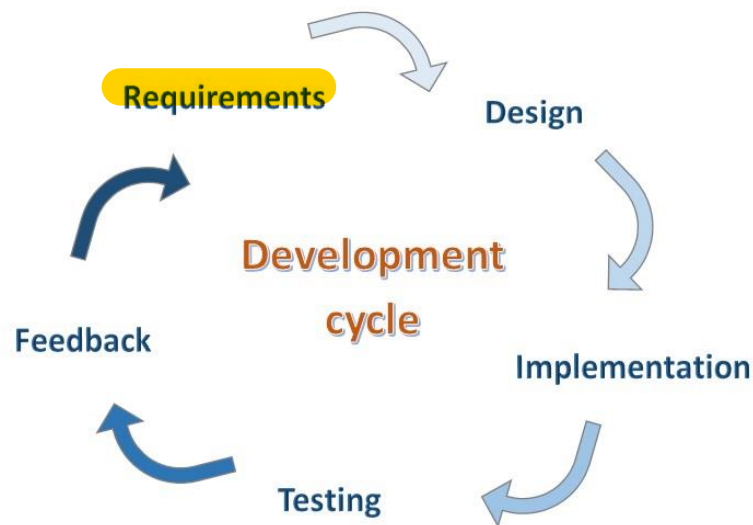 Requirements
Design
Development
cycle
Feedback
Implementation
Testing